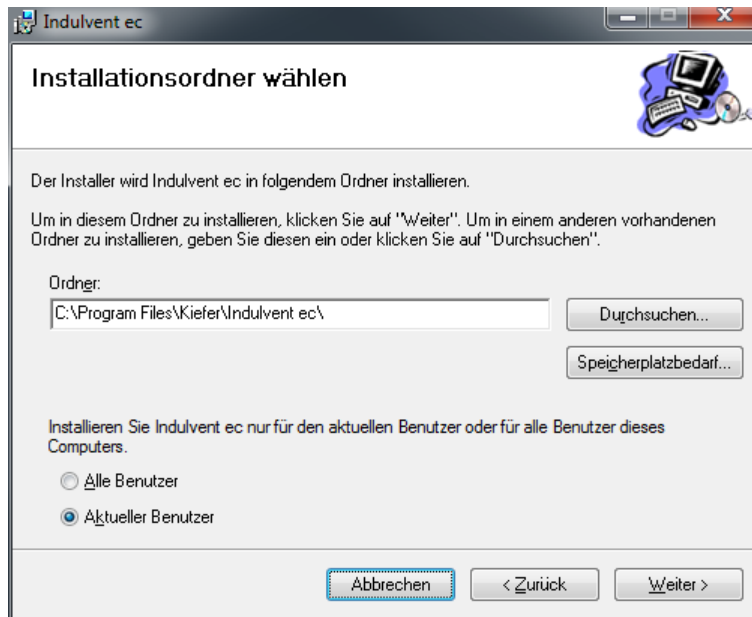 Indulvent ec
Installationsordner wählen
Der Installer wird Indulvent ec in folgendem Ordner installieren.
Um in diesem Ordner zu installieren, klicken Sie auf "Weiter". Um in einem anderen vorhandenen
Ordner zu installieren, geben Sie diesen ein oder klicken Sie auf "Durchsuchen".
Ordner:
C:\Program Files\Kiefer\Indulvent ec\
Durchsuchen...
Speicherplatzbedarf...
Installieren Sie Indulvent ec nur für den aktuellen Benutzer oder für alle Benutzer dieses
Computers.
Alle Benutzer
Aktueller Benutzer
Abbrechen
< Zurück
Weiter >